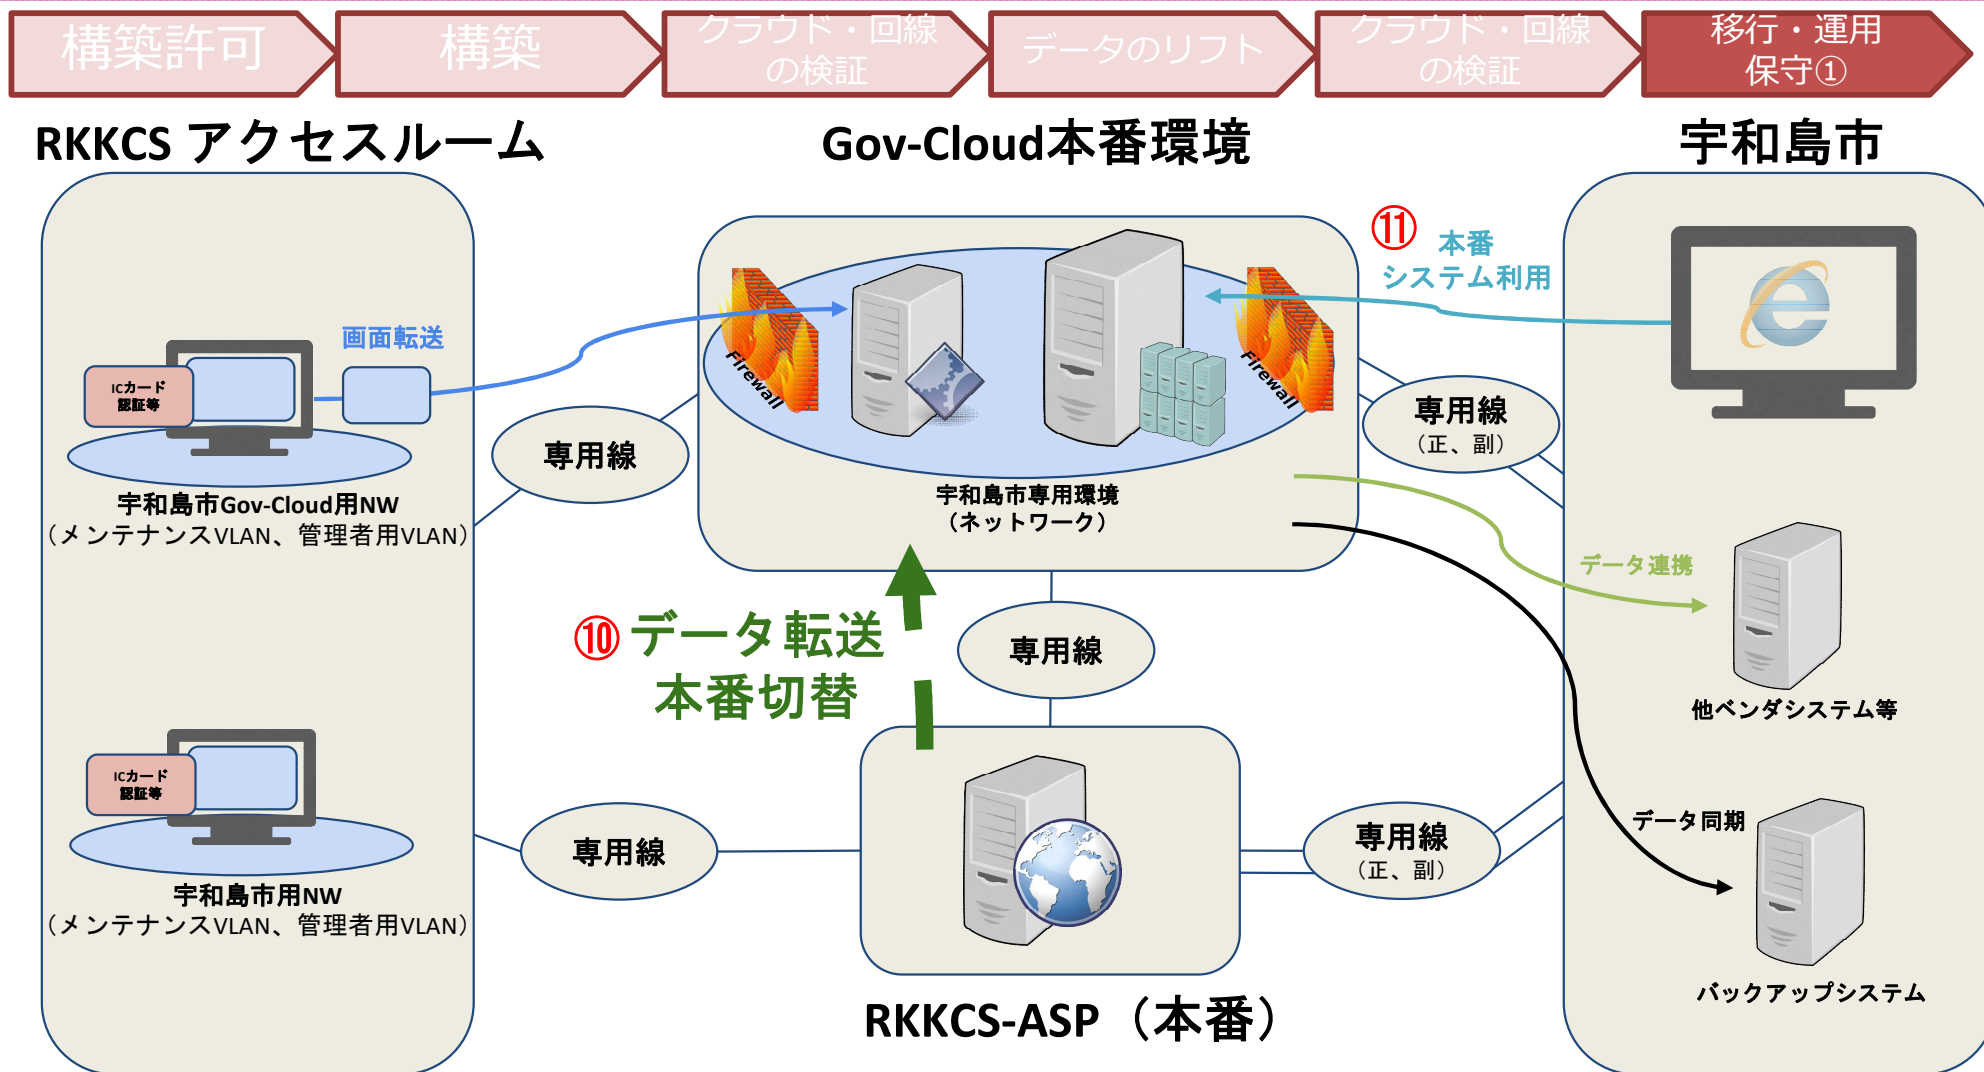 構築許可
構築
クラウド・回線
の検証
データのリフト
クラウド・回線
の検証
移行・運用
保守①
RKKCS アクセスルーム
Gov-Cloud本番環境
宇和島市
⑪
本番
システム利用
画面転送
ICカード
認証等
Firewall
Firewall
専用線
専用線
（正、副）
宇和島市専用環境
（ネットワーク）
宇和島市Gov-Cloud用NW
（メンテナンスVLAN、管理者用VLAN）
データ連携
⑩ データ転送
本番切替
専用線
他ベンダシステム等
ICカード
認証等
専用線
専用線
（正、副）
データ同期
宇和島市用NW
（メンテナンスVLAN、管理者用VLAN）
バックアップシステム
RKKCS-ASP（本番）